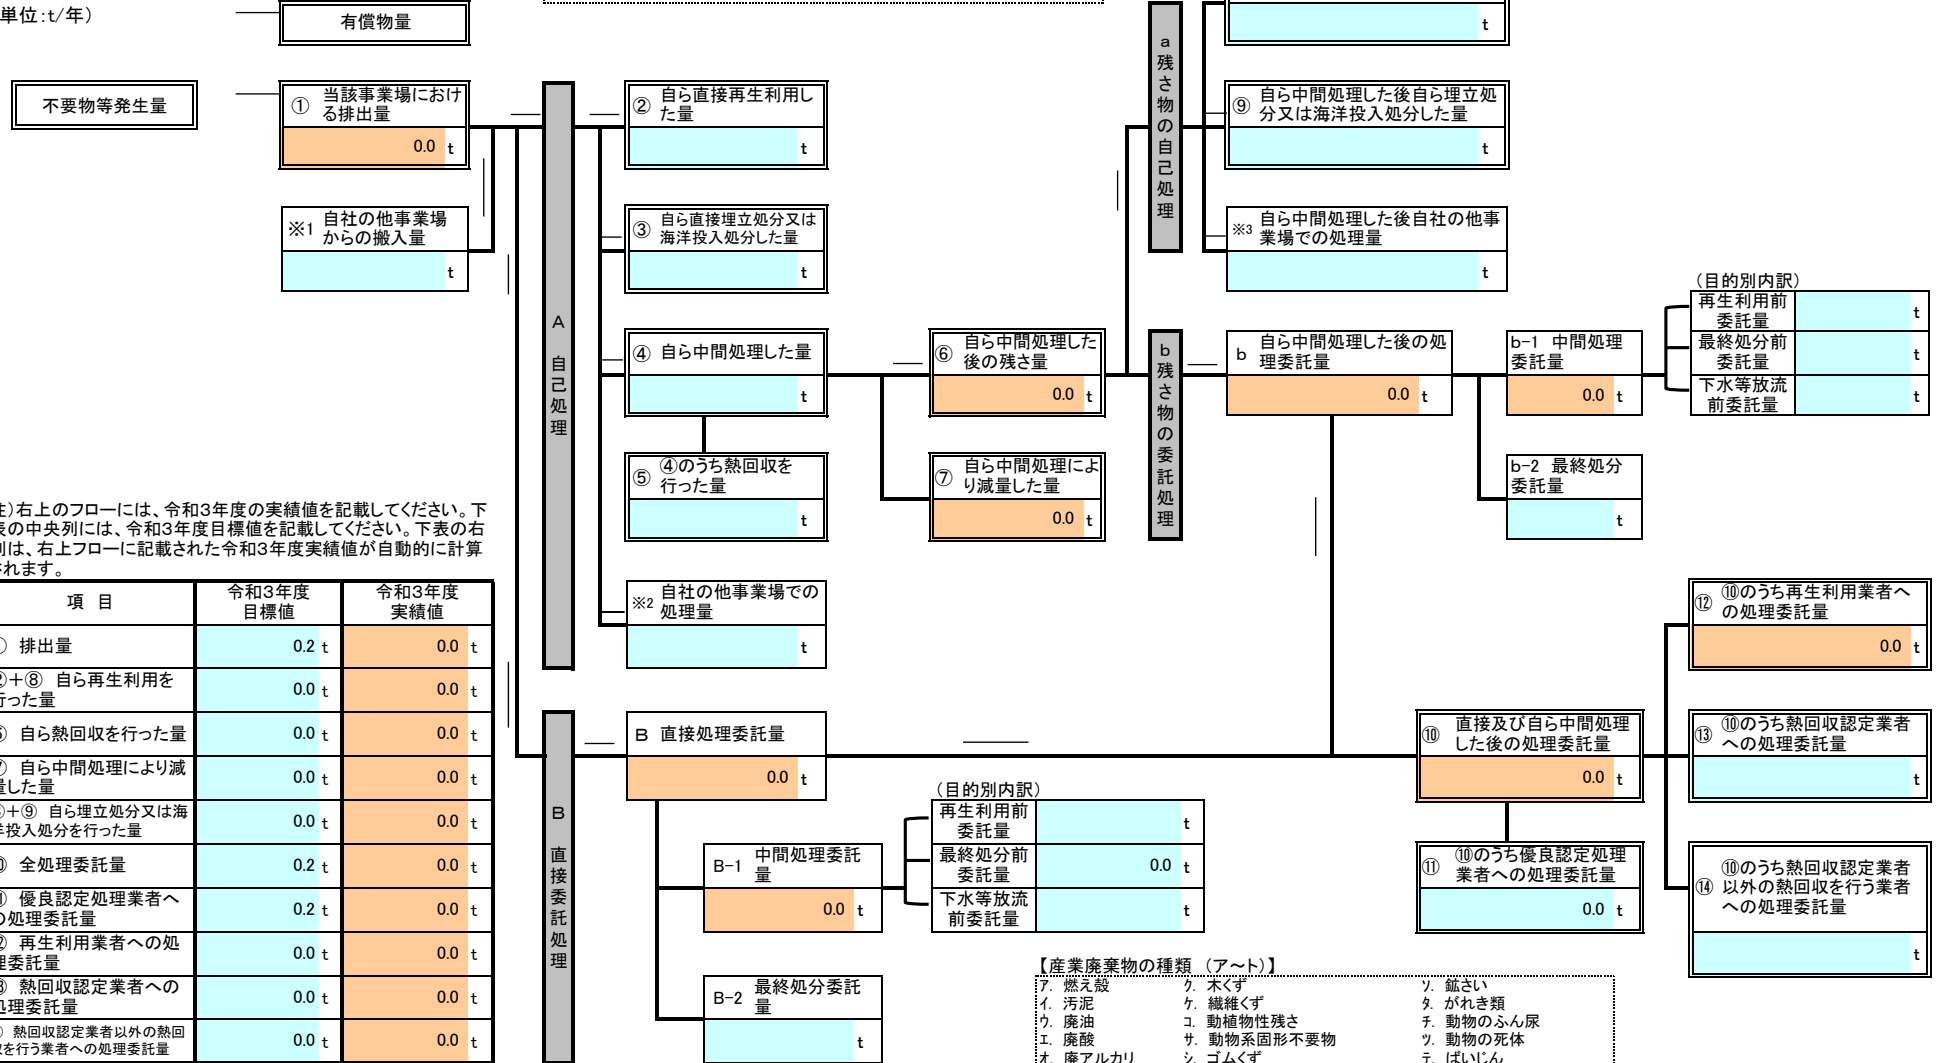 単位:t/年)
有償物量
t
不要物等発生量
① 当該事業場におけ
る排出量
0.0 t
※1 自社の他事業場
からの搬入量
t
A 自己処理
② 自ら直接再生利用し
た量
t
③ 自ら直接埋立処分又は
海洋投入処分した量
t
④ 自ら中間処理した量
t
⑤ ④のうち熱回収を
行った量
t
※2 自社の他事業場での
処理量
t
⑥ 自ら中間処理した
後の残さ量
0.0 t
⑦ 自ら中間処理によ
り減量した量
0.0 t
a 残さ物の自己処理
⑨ 自ら中間処理した後自ら埋立処
分又は海洋投入処分した量
t
※3 自ら中間処理した後自社の他事
業場での処理量
t
b 残さ物の委託処理
b 自ら中間処理した後の処
理委託量
0.0 t
b-1 中間処理
委託量
0.0 t
b-2 最終処分
委託量
t
(目的別内訳)
再生利用前
委託量
t
最終処分前
委託量
t
下水等放流
前委託量
t
)右上のフローには、令和3年度の実績値を記載してください。下
の中央列には、令和3年度目標値を記載してください。下表の右
は、右上フローに記載された令和3年度実績値が自動的に計算
れます。
項 目 令和3年度 令和3年度
目標値 実績値
排出量 0.2 t 0.0 t
+⑧ 自ら再生利用を
った量 0.0 t 0.0 t
自ら熱回収を行った量 0.0 t 0.0 t
自ら中間処理により減
した量 0.0 t 0.0 t
+⑨ 自ら埋立処分又は海
投入処分を行った量 0.0 t 0.0 t
全処理委託量 0.2 t 0.0 t
優良認定処理業者へ
処理委託量 0.2 t 0.0 t
再生利用業者への処
委託量 0.0 t 0.0 t
熱回収認定業者への
処理委託量 0.0 t 0.0 t
熱回収認定業者以外の熱回
を行う業者への処理委託量 0.0 t 0.0 t
B 直接委託処理
B 直接処理委託量
0.0 t
B-1 中間処理委託
量
0.0 t
B-2 最終処分委託
量
t
(目的別内訳)
再生利用前
委託量
t
最終処分前
委託量
0.0 t
下水等放流
前委託量
t
⑩ 直接及び自ら中間処理
した後の処理委託量
0.0 t
⑪ ⑩のうち優良認定処理
業者への処理委託量
0.0 t
⑫ ⑩のうち再生利用業者へ
の処理委託量
0.0 t
⑬ ⑩のうち熱回収認定業者
への処理委託量
t
⑭ ⑩のうち熱回収認定業者
以外の熱回収を行う業者
への処理委託量
t
【産業廃棄物の種類 (ア~ト)】
ア. 燃え殻 ク. 木くず ソ. 鉱さい
イ. 汚泥 ケ. 繊維くず タ. がれき類
ウ. 廃油 コ. 動植物性残さ チ. 動物のふん尿
エ. 廃酸 サ. 動物系固形不要物 ツ. 動物の死体
オ. 廃アルカリ シ. ゴムくず テ. ばいじん